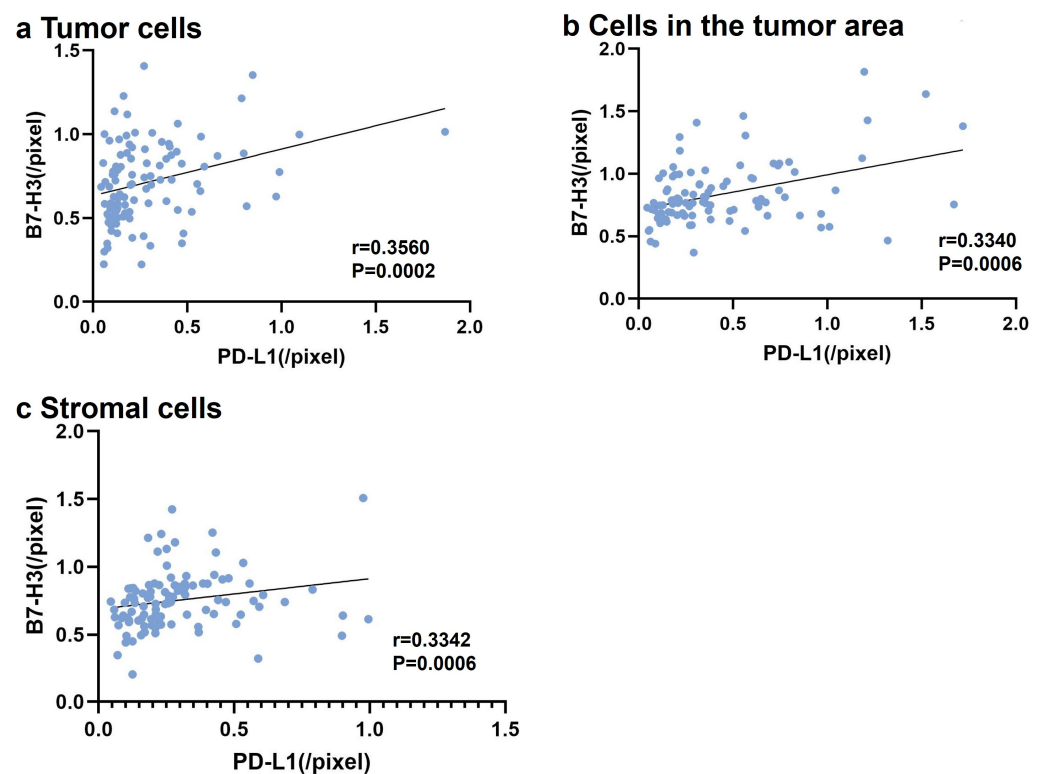 a Tumor cells
1.5
1.0
0.5
0.0
B7-H3(/pixel)
r=0.3560
P=0.0002
0.0 0.5 1.0 1.5 2.0
PD-L1(/pixel)
b Cells in the tumor area
2.0
1.5
1.0
0.5
0.0
B7-H3(/pixel)
r=0.3340
P=0.0006
0.0 0.5 1.0 1.5 2.0
PD-L1(/pixel)
c Stromal cells
2.0
1.5
1.0
0.5
0.0
B7-H3(/pixel)
r=0.3342
P=0.0006
0.0 0.5 1.0 1.5
PD-L1(/pixel)